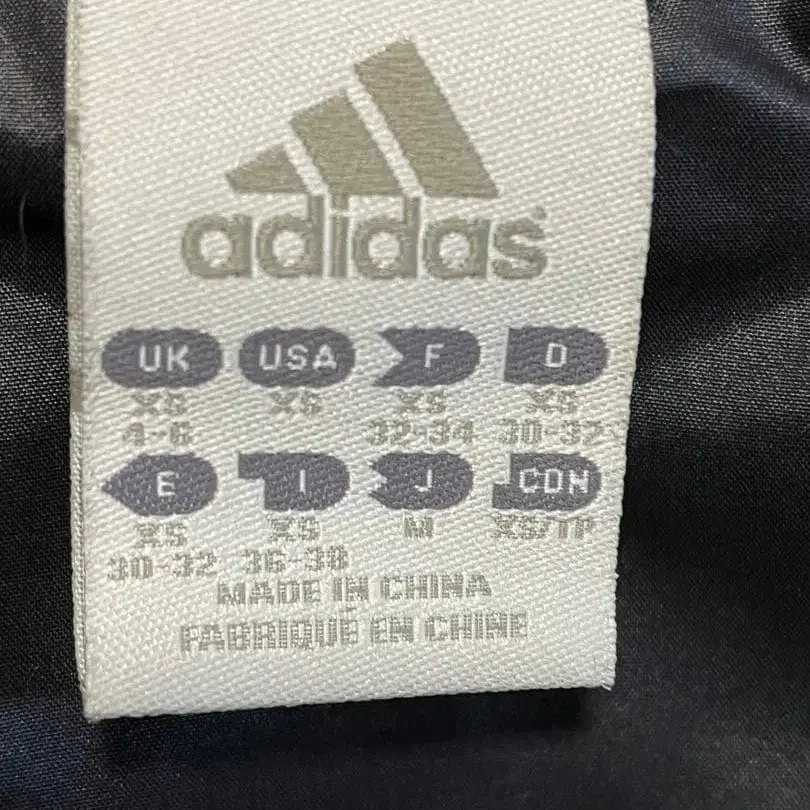 adidas
UK USA F D
XS XS XS XS
4-6 32-34 30-32
E I J CDN
XS XS M XS/TP
30-32 36-38
MADE IN CHINA
FABRIQUÉ EN CHINE